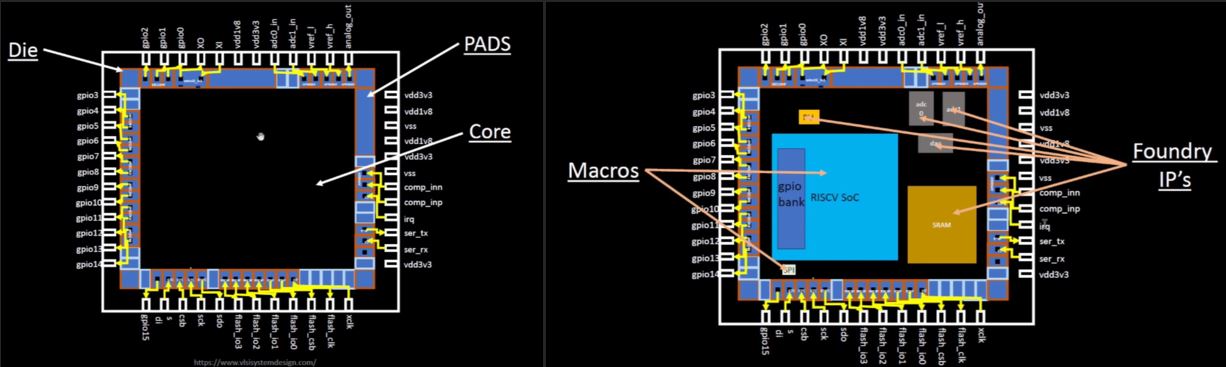 gpio2
gpio1
gpio0
XO
XI
vdd1v8
vdd3v3
adc0_in
adc1_in
vref_l
vref_h
analog_out
Die
PADS
Core
gpio3
gpio4
gpio5
gpio6
gpio7
gpio8
gpio9
gpio10
gpio11
gpio12
gpio13
gpio14
vdd3v3
vdd1v8
vss
vdd1v8
vdd3v3
vss
comp_inn
comp_inp
irq
ser_tx
ser_rx
vdd3v3
gpio15
di
s
csb
sck
sdo
flash_io3
flash_io2
flash_io1
flash_io0
flash_csb
flash_clk
xclk
https://www.vlsisystemdesign.com/
gpio2
gpio1
gpio0
XO
XI
vdd1v8
vdd3v3
adc0_in
adc1_in
vref_l
vref_h
analog_ou
gpio3
gpio4
gpio5
gpio6
gpio7
gpio8
gpio9
gpio10
gpio11
gpio12
gpio13
gpio14
adc
0
Macros
gpio
bank
RISCV SoC
SRAM
SPI
Foundry
IP's
vdd3v3
vdd1v8
vss
vdd1v8
vdd3v3
vss
comp_inn
comp_inp
irq
ser_tx
ser_rx
vdd3v3
gpio15
di
s
csb
sck
sdo
flash_io3
flash_io2
flash_io1
flash_io0
flash_csb
flash_clk
xclk